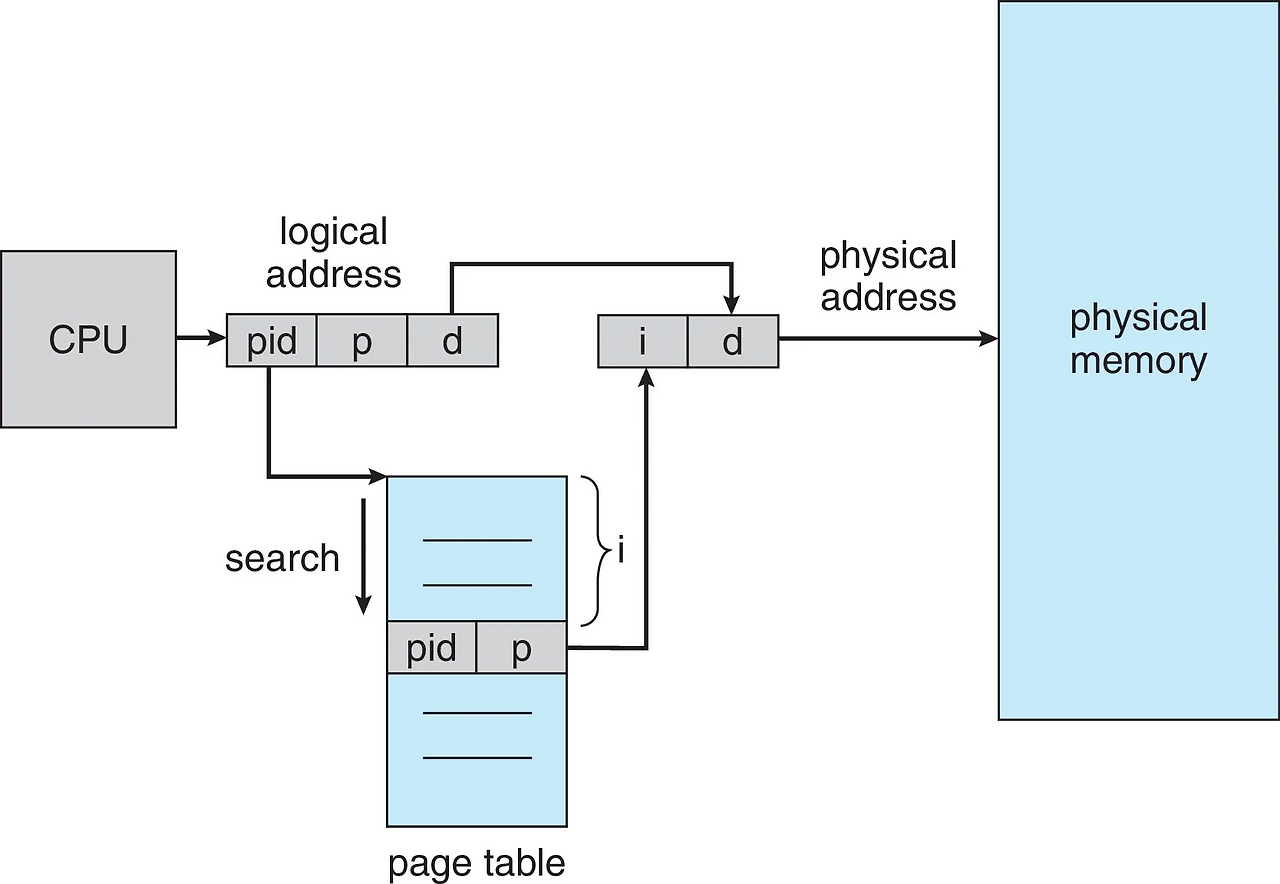 logical
address
physical
address
CPU
pid p d
i d
physical
memory
search
i
pid p
page table